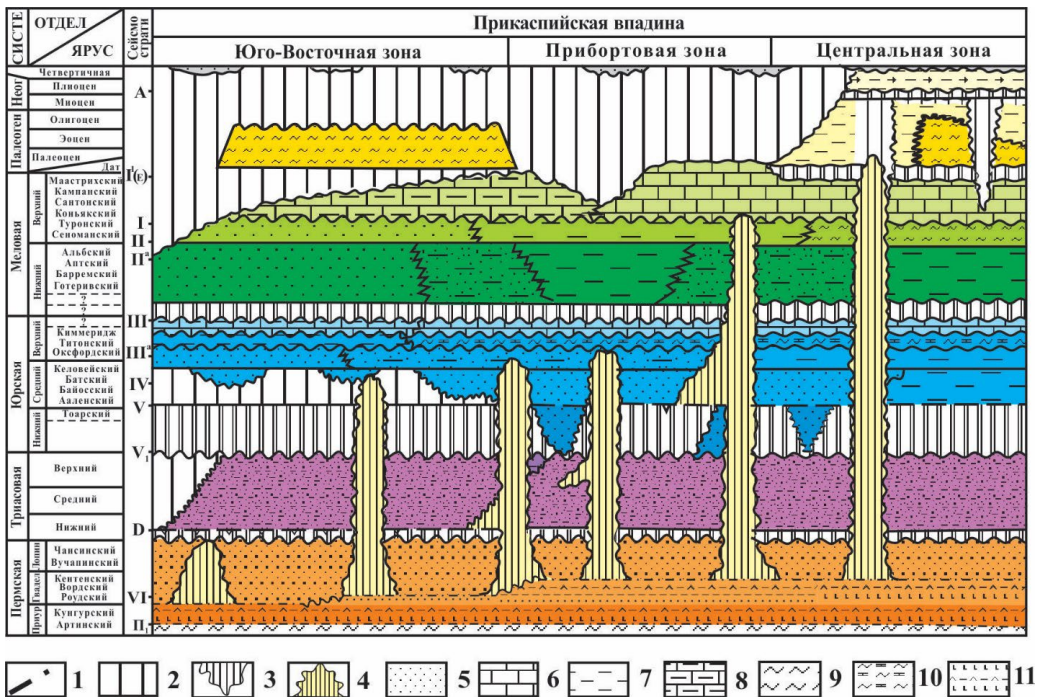 СИСТЕ
ОТДЕЛ
ЯРУС
Сейсмо
страти
Прикаспийская впадина
Юго-Восточная зона
Прибортовая зона
Центральная зона
Неог
Четвертичная
Плиоцен
Миоцен
A
Палеоген
Олигоцен
Эоцен
Палеоцен
Дат
I(E)
Меловая
Верхний
Маастрихский
Кампанский
Сантонский
Коньякский
Туронский
Сеноманский
I
II
Нижний
Альбский
Аптский
Барремский
Готеривский
?
?
?
IIª
III
Юрская
Верхний
Киммеридж
Титонский
Оксфордский
IIIª
Средний
Келовейский
Батский
Байосский
Ааленский
IV
V
Нижний
Тоарский
V₁
Триасовая
Верхний
Средний
Нижний
D
Пермская
Лопин
Чансинский
Вучапинский
Гвадел
Кентенский
Вордский
Роудский
VI
Приур
Кунгурский
Артинский
П₁
1 2 3 4 5 6 7 8 9 10 11